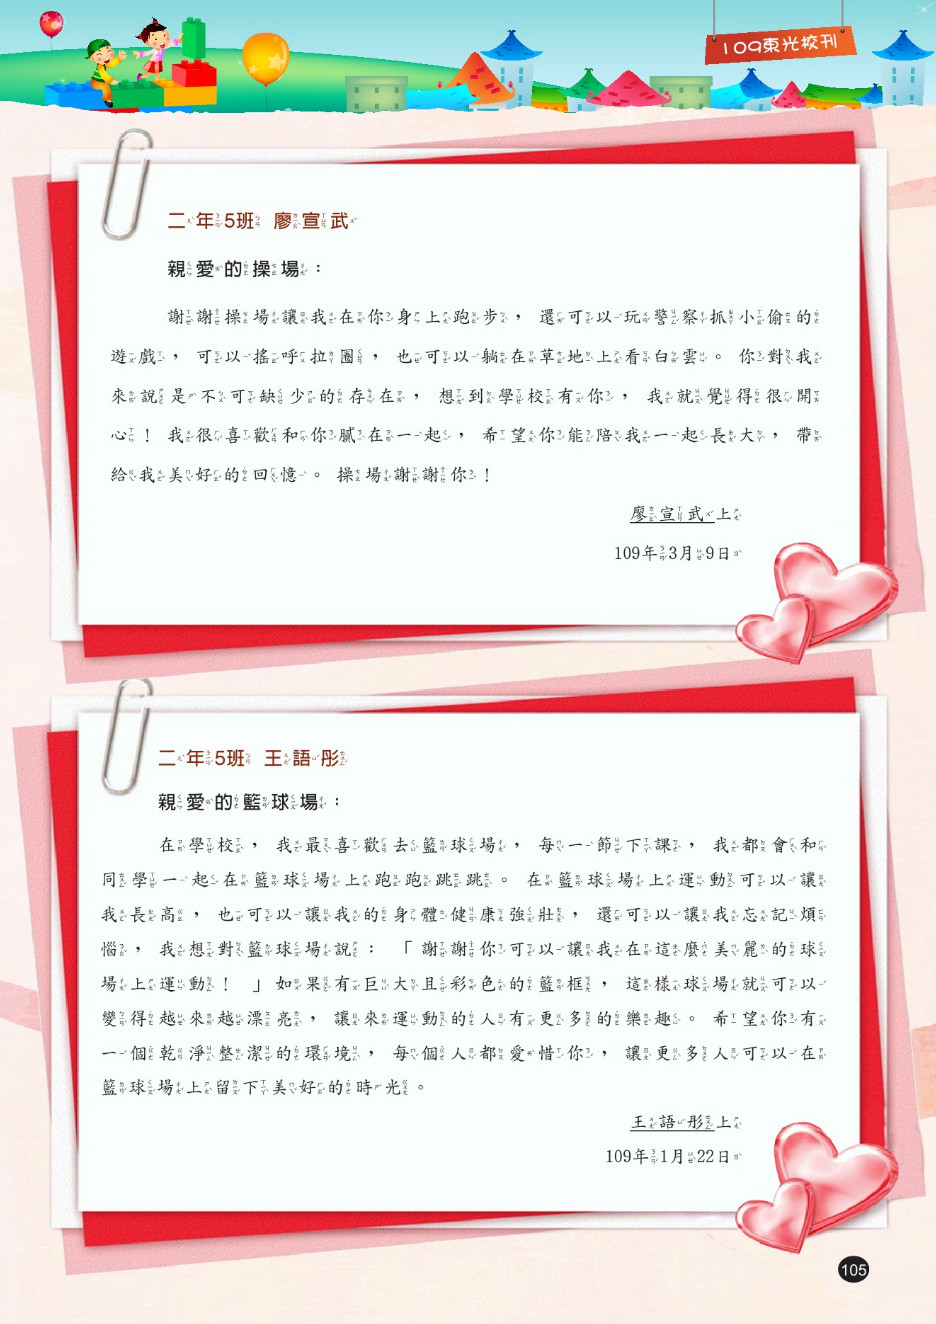 109東光校刊
二年5班 廖宣武
親愛的操場：
謝謝操場讓我在你身上跑步， 還可以玩警察抓小偷的
遊戲， 可以搖呼拉圈， 也可以躺在草地上看白雲。 你對我
來說是不可缺少的存在， 想到學校有你， 我就覺得很開
心！ 我很喜歡和你膩在一起， 希望你能陪我一起長大， 帶
給我美好的回憶。 操場謝謝你！
廖宣武上
109年3月9日
二年5班 王語彤
親愛的籃球場：
在學校， 我最喜歡去籃球場， 每一節下課， 我都會和
同學一起在籃球場上跑跑跳跳。 在籃球場上運動可以讓
我長高， 也可以讓我的身體健康強壯， 還可以讓我忘記煩
惱， 我想對籃球場說： 「謝謝你可以讓我在這麼美麗的球
場上運動！ 」如果有巨大且彩色的籃框， 這樣球場就可以
變得越來越漂亮， 讓來運動的人有更多的樂趣。 希望你有
一個乾淨整潔的環境， 每個人都愛惜你， 讓更多人可以在
籃球場上留下美好的時光。
王語彤上
109年1月22日
105